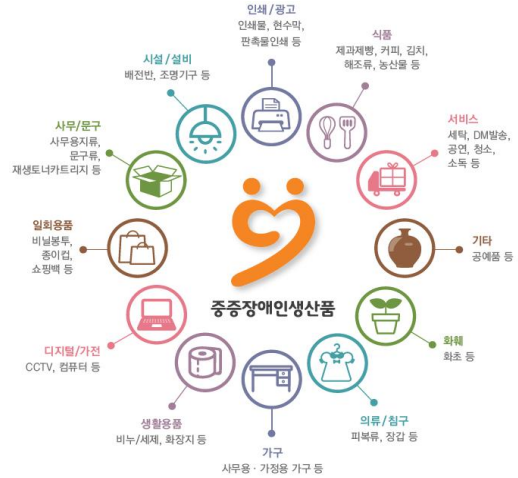 인쇄/광고
인쇄물, 현수막,
판촉물인쇄 등
식품
제과제빵, 커피, 김치,
해조류, 농산물 등
서비스
세탁, DM발송,
공연, 청소,
소독 등
기타
공예품 등
화훼
화초 등
의류/침구
피복류, 장갑 등
가구
사무용·가정용 가구 등
생활용품
비누/세제, 화장지 등
디지털/가전
CCTV, 컴퓨터 등
일회용품
비닐봉투,
종이컵,
쇼핑백 등
사무/문구
사무용지류,
문구류,
재생토너카트리지 등
시설/설비
배전반, 조명기구 등
중증장애인생산품